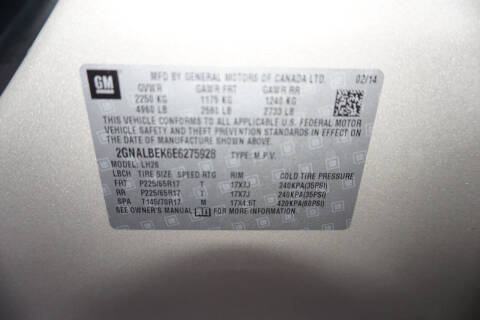 GM
MFD BY GENERAL MOTORS OF CANADA LTD. 02/14
GVWR GAWR FRT GAWR RR
2250 KG 1175 KG 1240 KG
4960 LB 2590 LB 2733 LB
THIS VEHICLE CONFORMS TO ALL APPLICABLE U.S. FEDERAL MOTOR
VEHICLE SAFETY AND THEFT PREVENTION STANDARDS IN EFFECT ON
THE DATE OF MANUFACTURE SHOWN ABOVE.
2GNALBEK6E6275928 TYPE: M.P.V.
MODEL: LH26
LBCH TIRE SIZE SPEED RTG RIM COLD TIRE PRESSURE
FRT P225/65R17 T 17X7J 240KPA(35PSI)
RR P225/65R17 T 17X7J 240KPA(35PSI)
SPA T145/70R17 M 17X4.5T 420KPA(60PSI)
SEE OWNER'S MANUAL